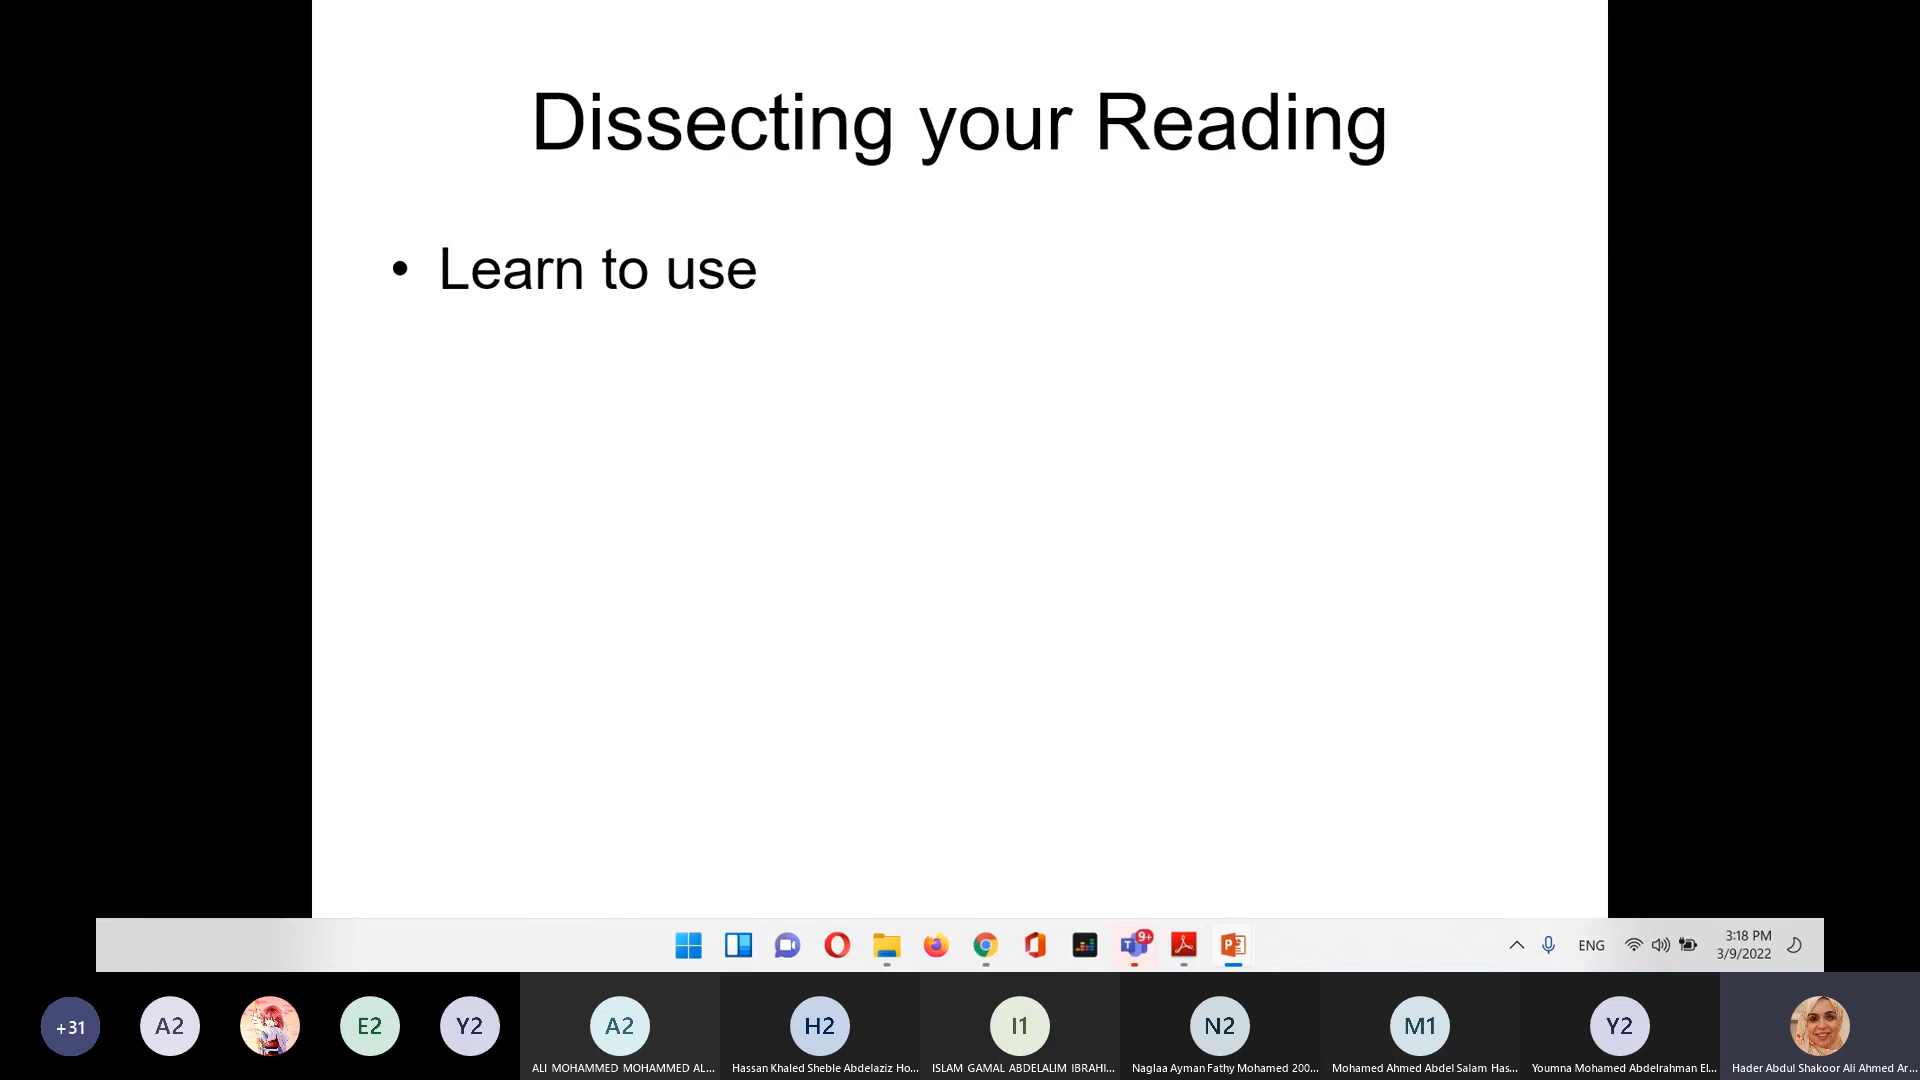 Dissecting your Reading
• Learn to use
9+
ENG
3:18 PM
3/9/2022
+31
A2
E2
Y2
A2
H2
I1
N2
M1
Y2
ALI MOHAMMED MOHAMMED AL...
Hassan Khaled Sheble Abdelaziz Ho...
ISLAM GAMAL ABDELALIM IBRAHI...
Naglaa Ayman Fathy Mohamed 200...
Mohamed Ahmed Abdel Salam Has...
Youmna Mohamed Abdelrahman El...
Hader Abdul Shakoor Ali Ahmed Ar...